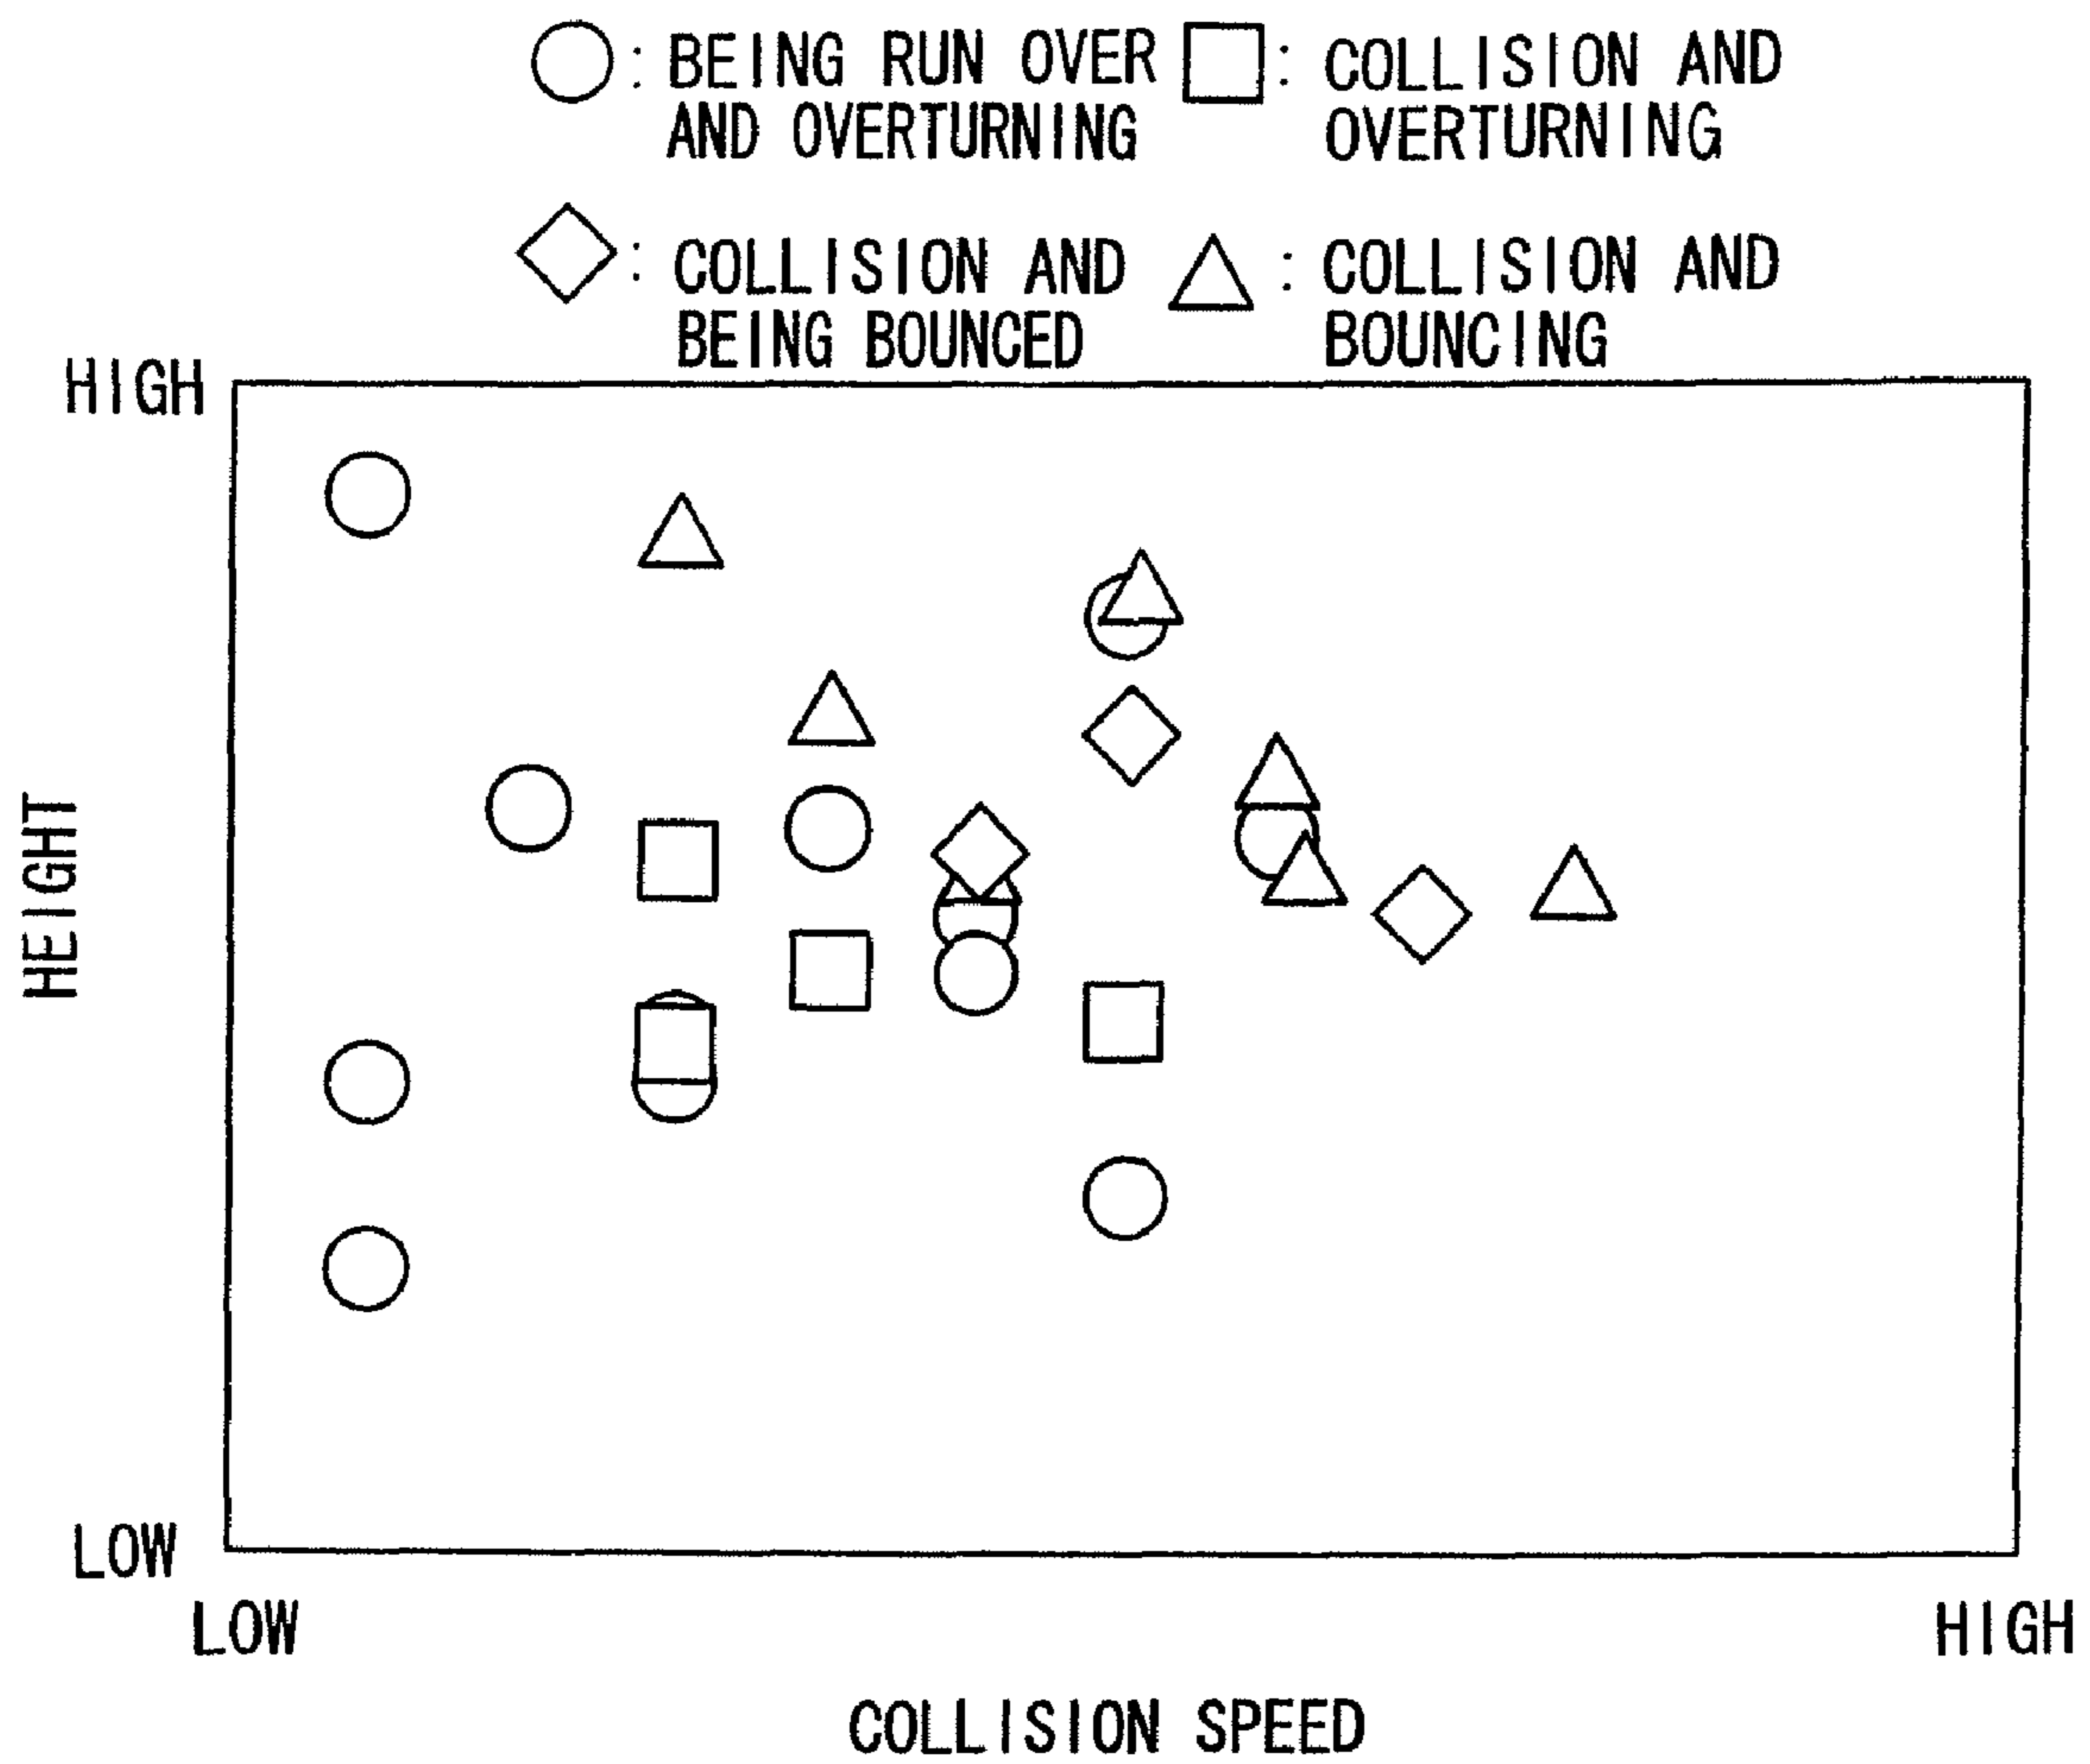 : BEING RUN OVER
AND OVERTURNING
: COLLISION AND
OVERTURNING
: COLLISION AND
BEING BOUNCED
: COLLISION AND
BOUNCING
HIGH
HEIGHT
LOW
LOW
HIGH
COLLISION SPEED